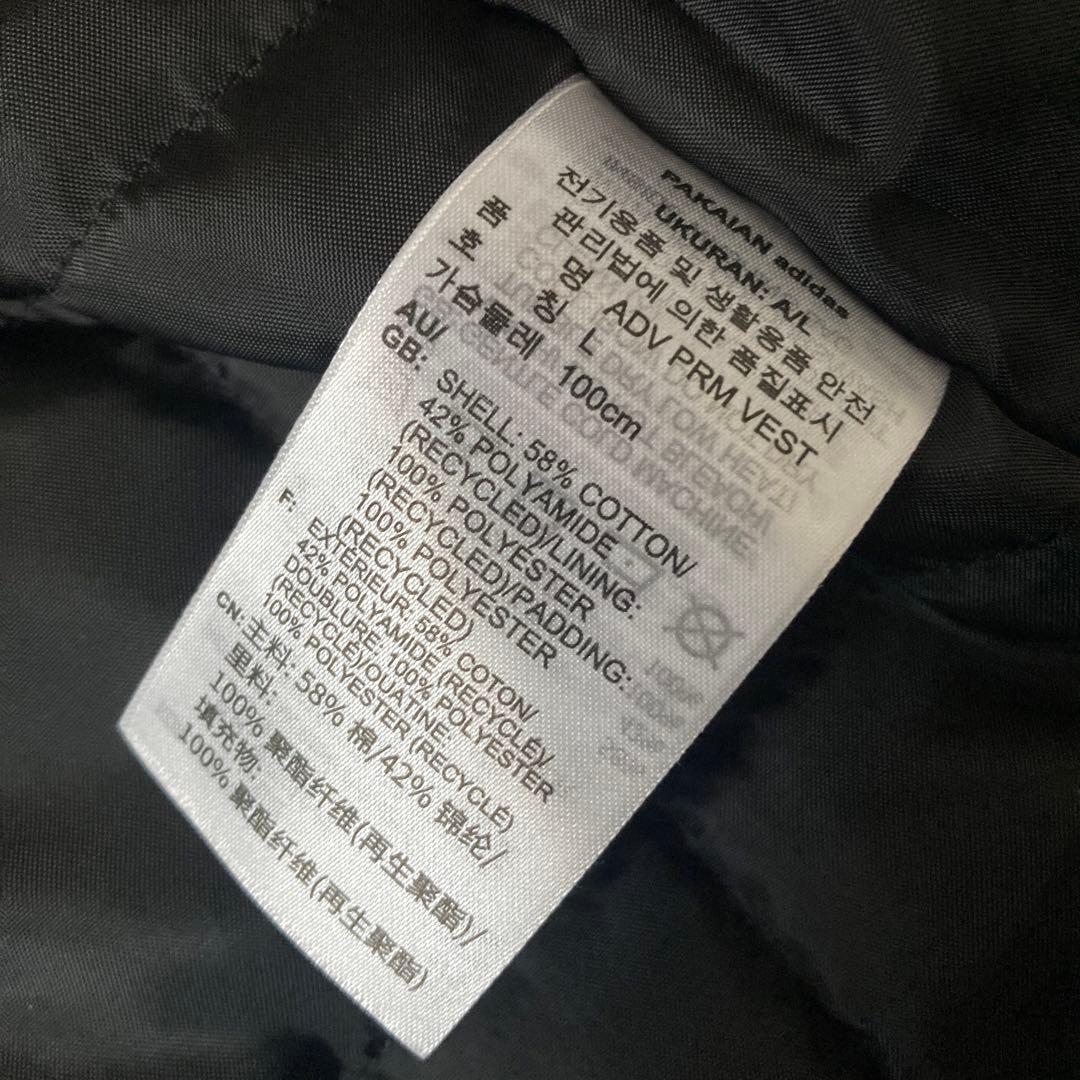 PAKAIAN adidas
UKURAN: A/L
전기용품 및 생활용품 안전
관리법에 의한 품질표시
품 명 ADV PRM VEST
호 칭 L
가슴둘레 100cm
AU/
GB: SHELL: 58% COTTON/
42% POLYAMIDE
(RECYCLED)/LINING:
100% POLYESTER
(RECYCLED)/PADDING:
100% POLYESTER
(RECYCLED)
F: EXTÉRIEUR: 58% COTON/
42% POLYAMIDE (RECYCLÉ)/
DOUBLURE: 100% POLYESTER
(RECYCLÉ)/OUATINE: 100%
POLYESTER (RECYCLÉ)
CN: 主料: 58% 棉/42% 锦纶/
里料:
100% 聚酯纤维(再生聚酯)/
填充物:
100% 聚酯纤维(再生聚酯)